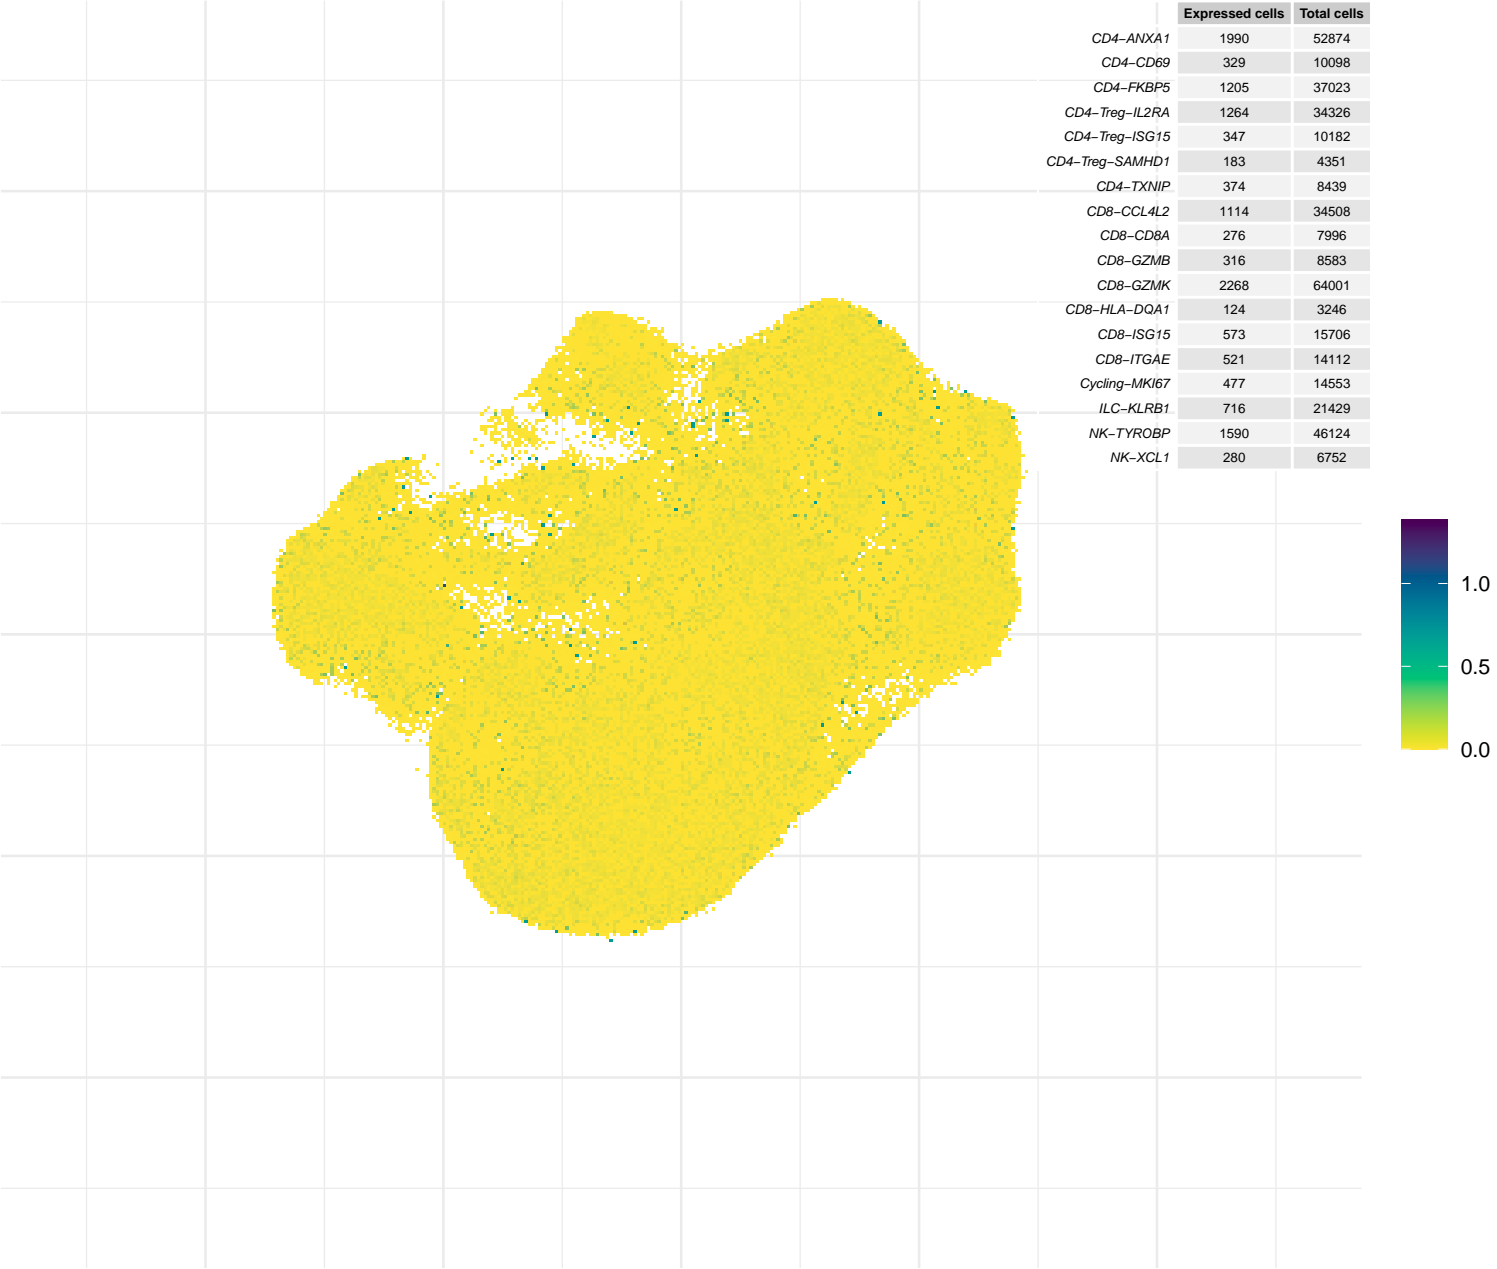 Expressed cells Total cells
CD4−ANXA1 1990 52874
CD4−CD69 329 10098
CD4−FKBP5 1205 37023
CD4−Treg−IL2RA 1264 34326
CD4−Treg−ISG15 347 10182
CD4−Treg−SAMHD1 183 4351
CD4−TXNIP 374 8439
CD8−CCL4L2 1114 34508
CD8−CD8A 276 7996
CD8−GZMB 316 8583
CD8−GZMK 2268 64001
CD8−HLA−DQA1 124 3246
CD8−ISG15 573 15706
CD8−ITGAE 521 14112
Cycling−MKI67 477 14553
ILC−KLRB1 716 21429
NK−TYROBP 1590 46124
NK−XCL1 280 6752
1.0
0.5
0.0